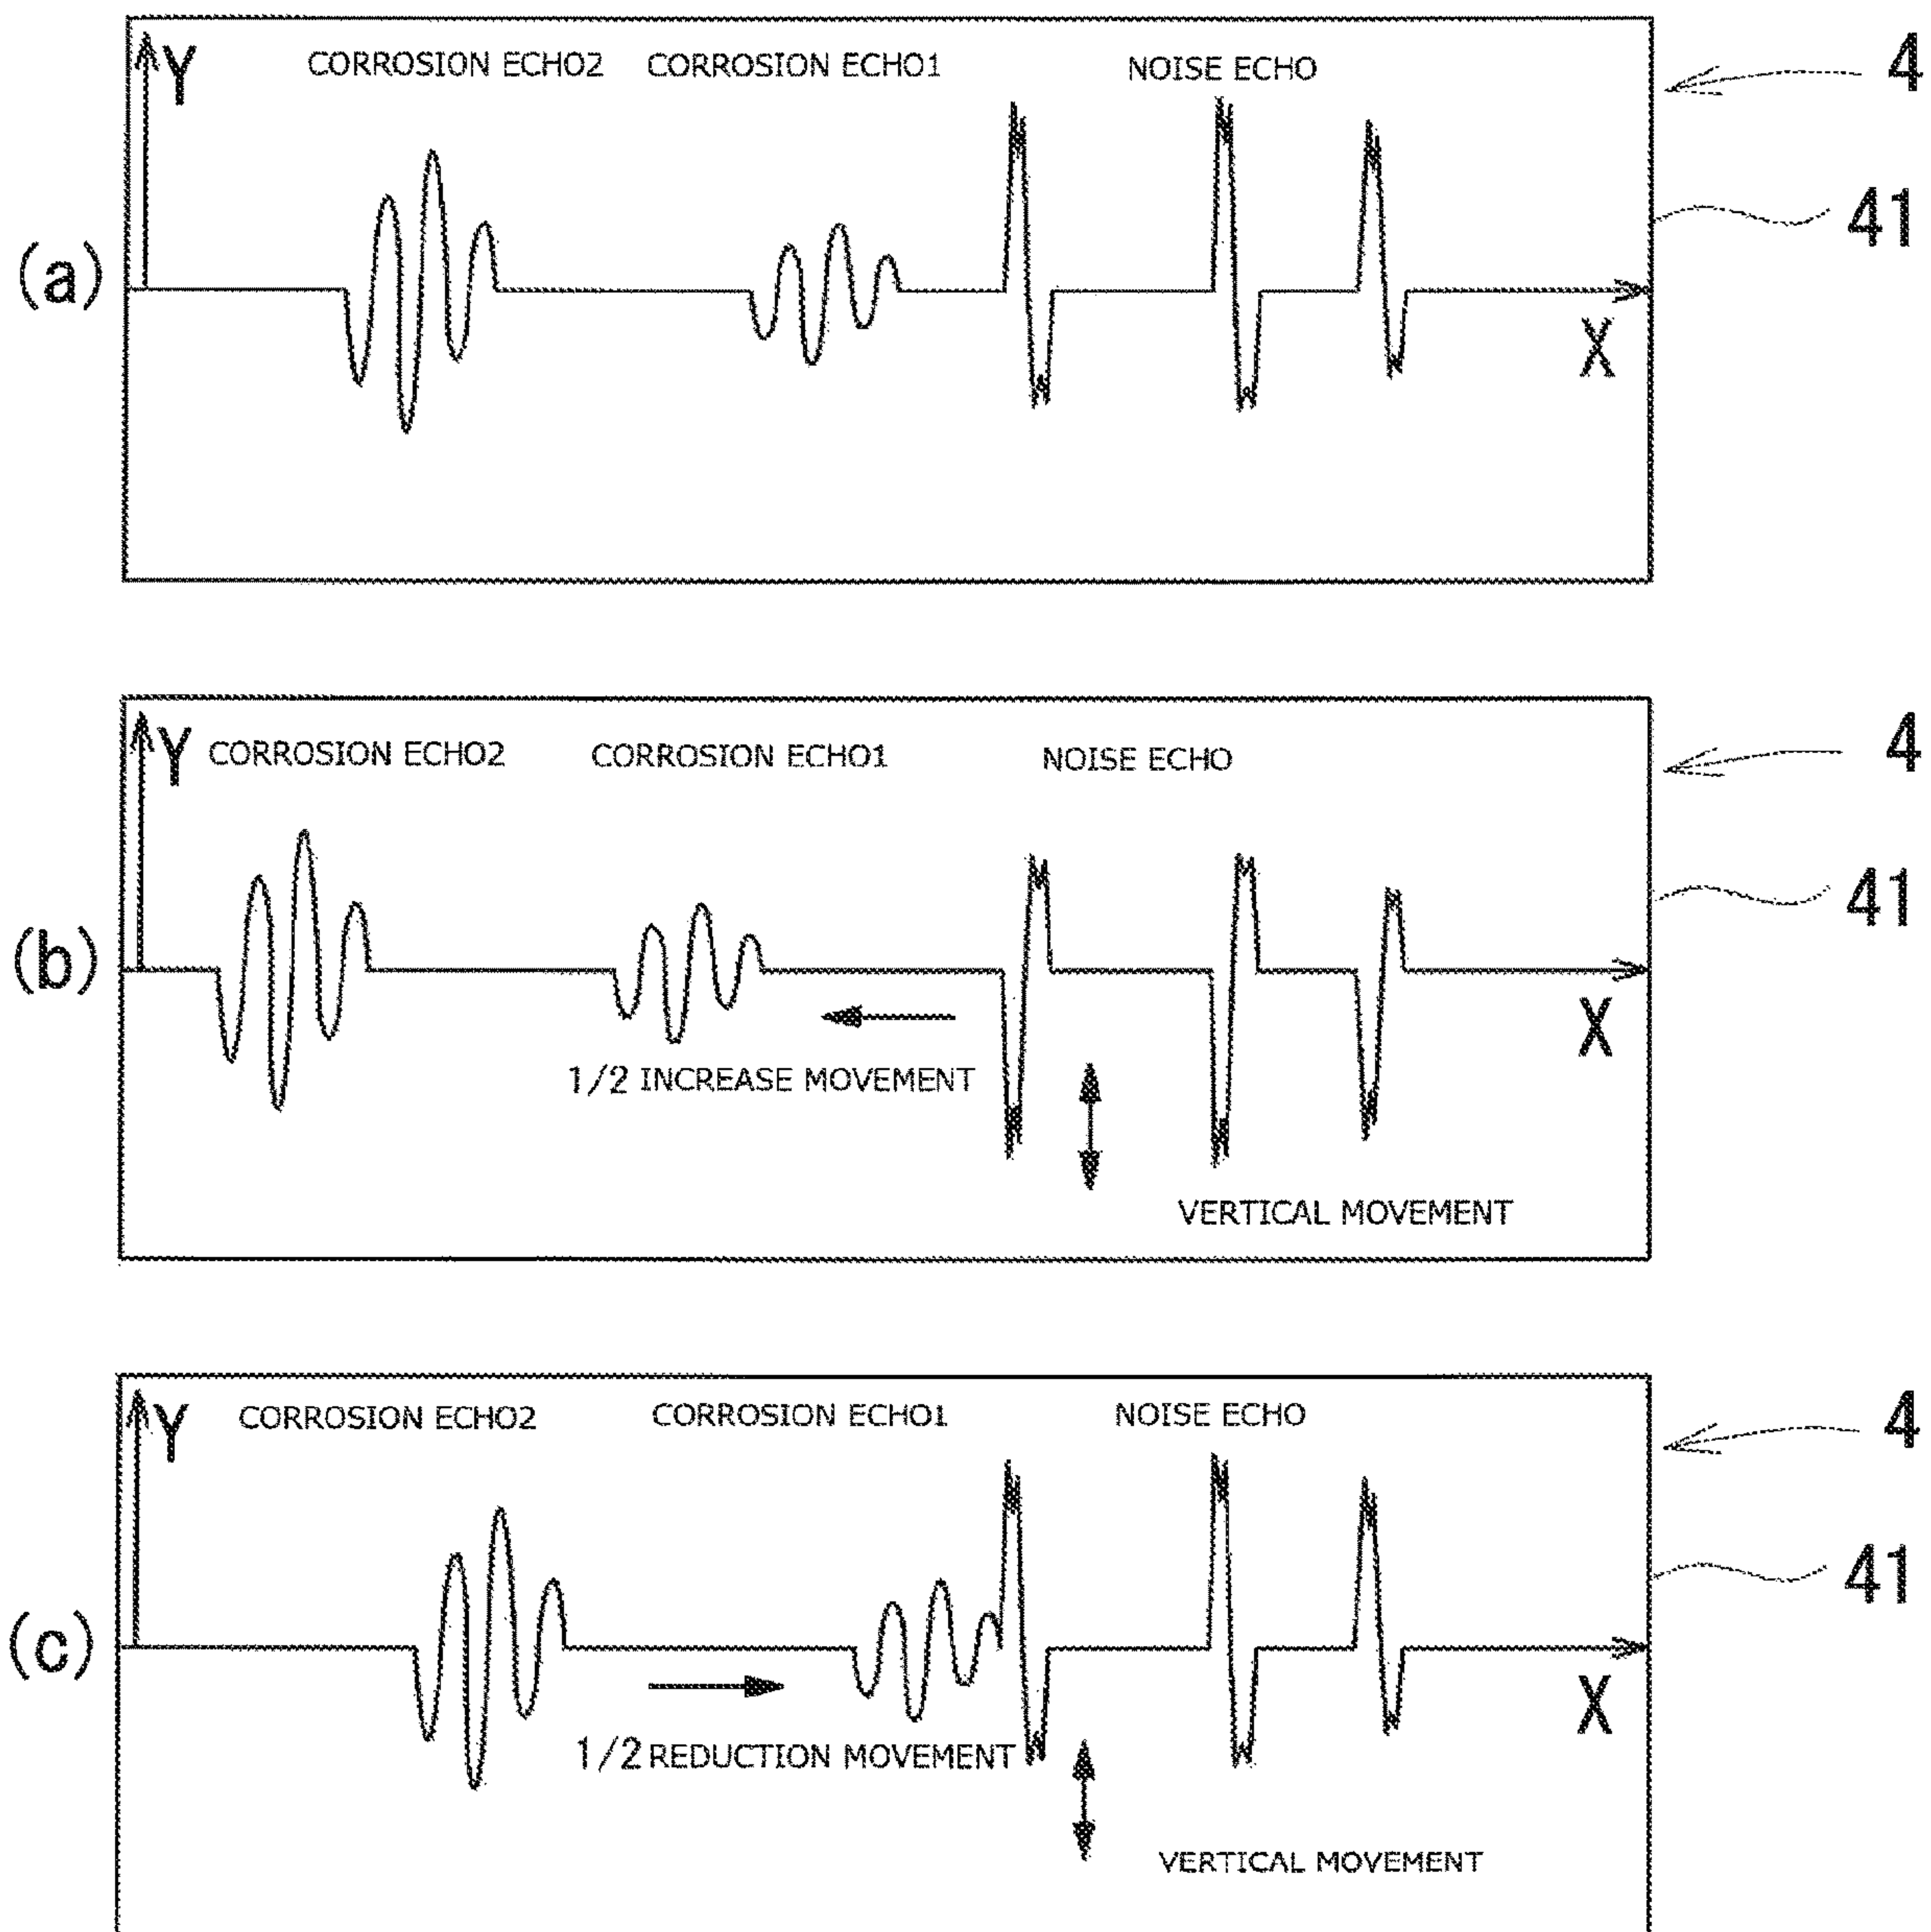 Y CORROSION ECHO2 CORROSION ECHO1 NOISE ECHO 4
41
(a)
X
Y CORROSION ECHO2 CORROSION ECHO1 NOISE ECHO 4
41
(b)
X
1/2 INCREASE MOVEMENT
VERTICAL MOVEMENT
Y CORROSION ECHO2 CORROSION ECHO1 NOISE ECHO 4
41
(c)
X
1/2 REDUCTION MOVEMENT
VERTICAL MOVEMENT